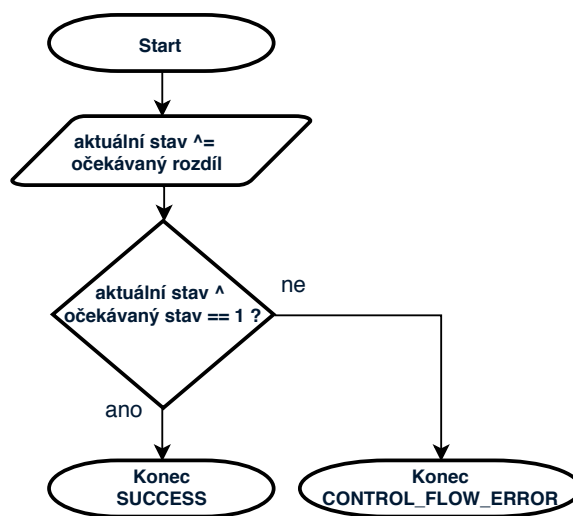 Start
aktuální stav ^=
očekávaný rozdíl
aktuální stav ^
očekávaný stav == 1 ?
ne
ano
Konec
SUCCESS
Konec
CONTROL_FLOW_ERROR